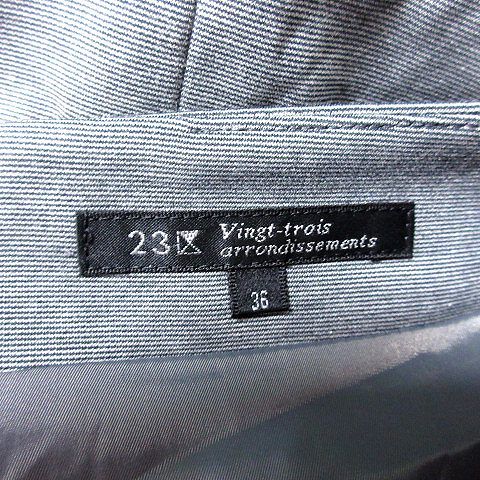 23区 Vingt-trois
arrondissements
36